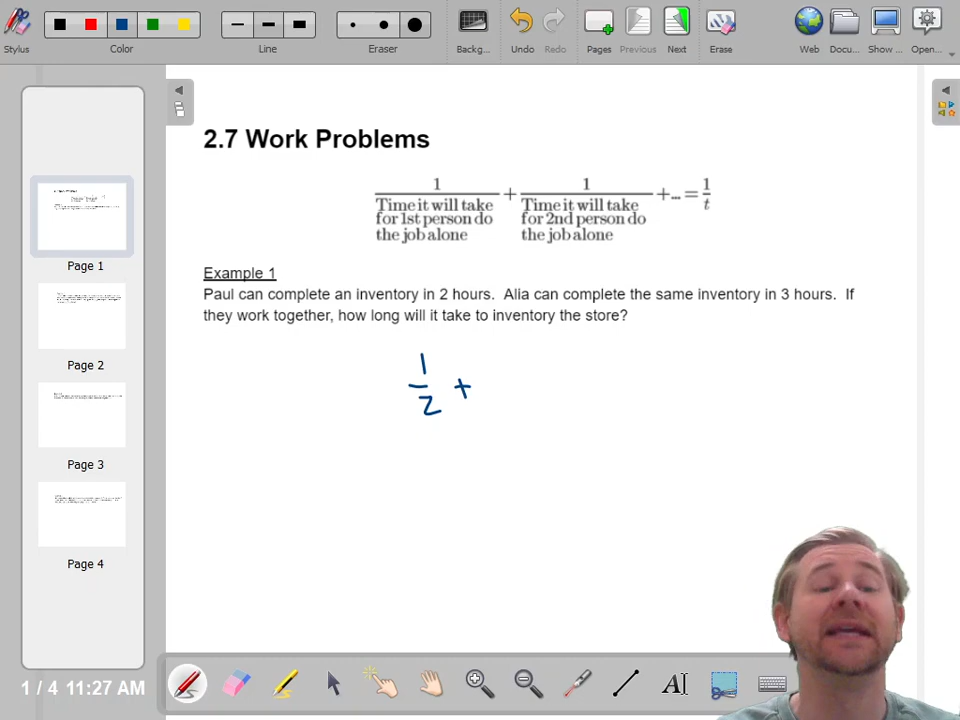 Stylus
Color
Line
Eraser
Backg...
Undo
Redo
Pages
Previous
Next
Erase
Web
Docu...
Show ...
Open...
2.7 Work Problems
1/Time it will take for 1st person do the job alone + 1/Time it will take for 2nd person do the job alone +... = 1/t
Example 1
Paul can complete an inventory in 2 hours. Alia can complete the same inventory in 3 hours. If
they work together, how long will it take to inventory the store?
1/2 +
Page 1
Page 2
Page 3
Page 4
1 / 4 11:27 AM
A